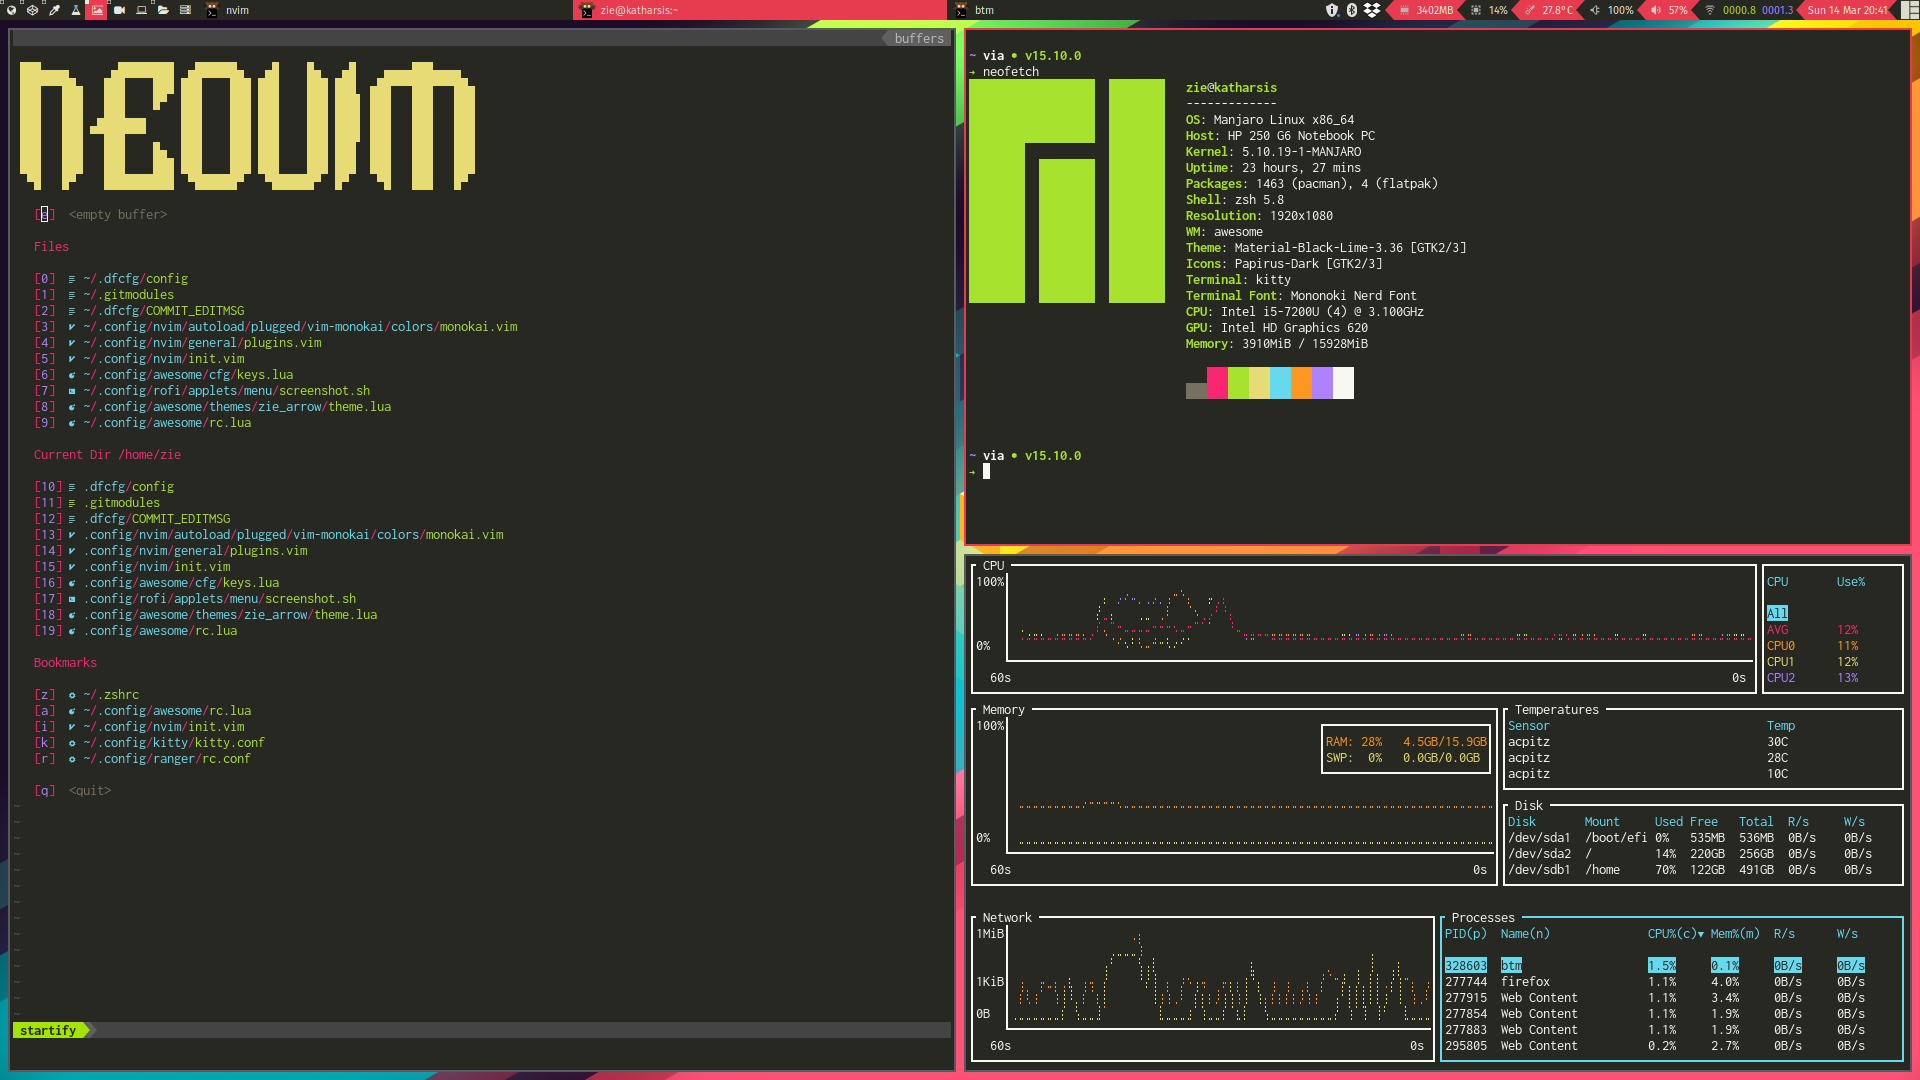 nvim
zie@katharsis:~
btm
3402MB 14% 27.8°C 100% 57% 0000.8 0001.3 Sun 14 Mar 20:41
buffers
NEOVIM
[e] <empty buffer>
Files
[0] ~/.dfcfg/config
[1] ~/.gitmodules
[2] ~/.dfcfg/COMMIT_EDITMSG
[3] ~/.config/nvim/autoload/plugged/vim-monokai/colors/monokai.vim
[4] ~/.config/nvim/general/plugins.vim
[5] ~/.config/nvim/init.vim
[6] ~/.config/awesome/cfg/keys.lua
[7] ~/.config/rofi/applets/menu/screenshot.sh
[8] ~/.config/awesome/themes/zie_arrow/theme.lua
[9] ~/.config/awesome/rc.lua
Current Dir /home/zie
[10] .dfcfg/config
[11] .gitmodules
[12] .dfcfg/COMMIT_EDITMSG
[13] .config/nvim/autoload/plugged/vim-monokai/colors/monokai.vim
[14] .config/nvim/general/plugins.vim
[15] .config/nvim/init.vim
[16] .config/awesome/cfg/keys.lua
[17] .config/rofi/applets/menu/screenshot.sh
[18] .config/awesome/themes/zie_arrow/theme.lua
[19] .config/awesome/rc.lua
Bookmarks
[z] ~/.zshrc
[a] ~/.config/awesome/rc.lua
[i] ~/.config/nvim/init.vim
[k] ~/.config/kitty/kitty.conf
[r] ~/.config/ranger/rc.conf
[q] <quit>
startify
~ via • v15.10.0
→ neofetch
zie@katharsis
-------------
OS: Manjaro Linux x86_64
Host: HP 250 G6 Notebook PC
Kernel: 5.10.19-1-MANJARO
Uptime: 23 hours, 27 mins
Packages: 1463 (pacman), 4 (flatpak)
Shell: zsh 5.8
Resolution: 1920x1080
WM: awesome
Theme: Material-Black-Lime-3.36 [GTK2/3]
Icons: Papirus-Dark [GTK2/3]
Terminal: kitty
Terminal Font: Mononoki Nerd Font
CPU: Intel i5-7200U (4) @ 3.100GHz
GPU: Intel HD Graphics 620
Memory: 3910MiB / 15928MiB
~ via • v15.10.0
→
CPU
100%
0%
60s 0s
CPU Use%
All
AVG 12%
CPU0 11%
CPU1 12%
CPU2 13%
Memory
100%
RAM: 28% 4.5GB/15.9GB
SWP: 0% 0.0GB/0.0GB
0%
60s 0s
Temperatures
Sensor Temp
acpitz 30C
acpitz 28C
acpitz 10C
Disk
Disk Mount Used Free Total R/s W/s
/dev/sda1 /boot/efi 0% 535MB 536MB 0B/s 0B/s
/dev/sda2 / 14% 220GB 256GB 0B/s 0B/s
/dev/sdb1 /home 70% 122GB 491GB 0B/s 0B/s
Network
1MiB
1KiB
0B
60s 0s
Processes
PID(p) Name(n) CPU%(c)▼ Mem%(m) R/s W/s
328603 btm 1.5% 0.1% 0B/s 0B/s
277744 firefox 1.1% 4.0% 0B/s 0B/s
277915 Web Content 1.1% 3.4% 0B/s 0B/s
277854 Web Content 1.1% 1.9% 0B/s 0B/s
277883 Web Content 1.1% 1.9% 0B/s 0B/s
295805 Web Content 0.2% 2.7% 0B/s 0B/s